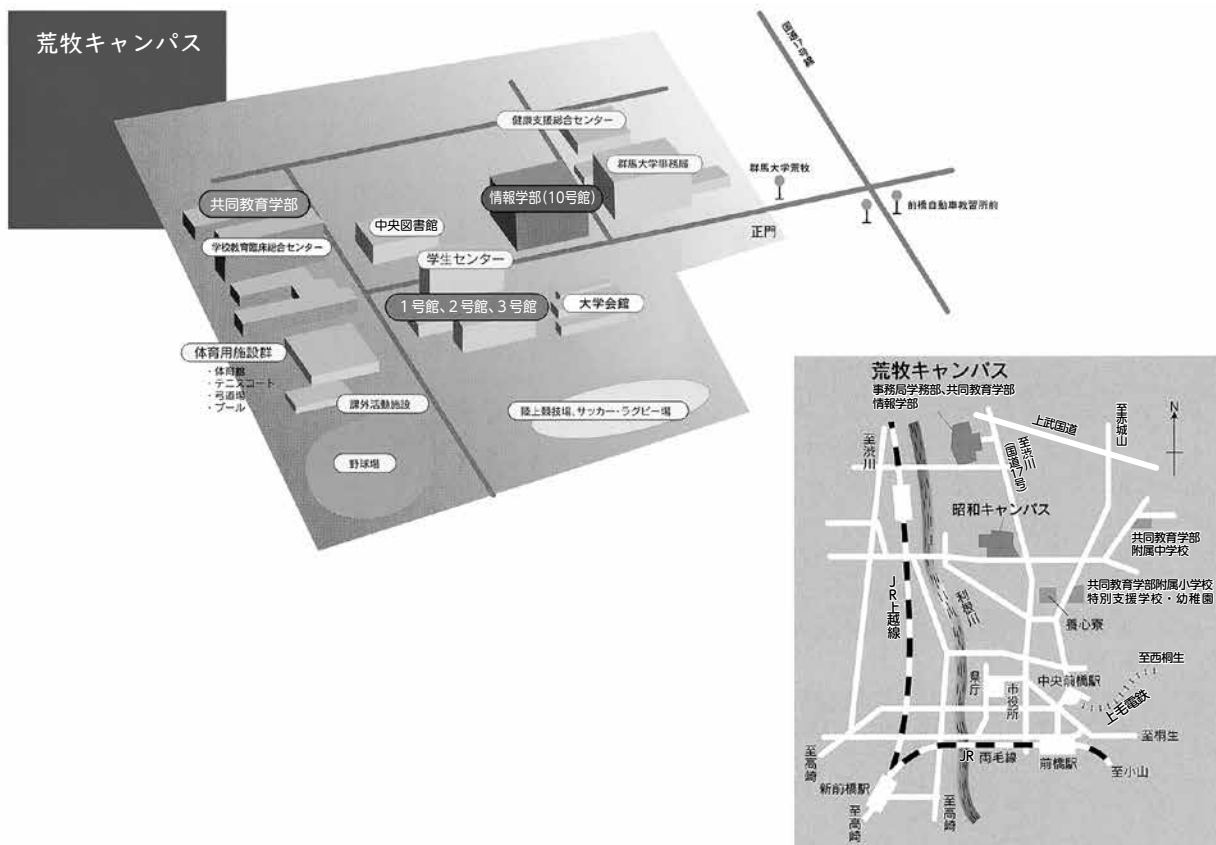 荒牧キャンパス
国道17号線
健康支援総合センター
群馬大学事務局
群馬大学荒牧
情報学部(10号館)
共同教育学部
前橋自動車教習所前
中央図書館
正門
学校教育臨床総合センター
学生センター
1号館、2号館、3号館
大学会館
体育用施設群
・体育館
・テニスコート
・弓道場
・プール
課外活動施設
陸上競技場、サッカー・ラグビー場
野球場
荒牧キャンパス
事務局学務部、共同教育学部
情報学部
至渋川
上武国道
至赤城山
N
至渋川
(国道17号)
昭和キャンパス
共同教育学部
附属中学校
共同教育学部附属小学校
特別支援学校・幼稚園
JR上越線
利根川
養心寮
至西桐生
県庁
市役所
中央前橋駅
上毛電鉄
至桐生
至高崎
JR 両毛線
前橋駅
至小山
新前橋駅
至高崎
至高崎